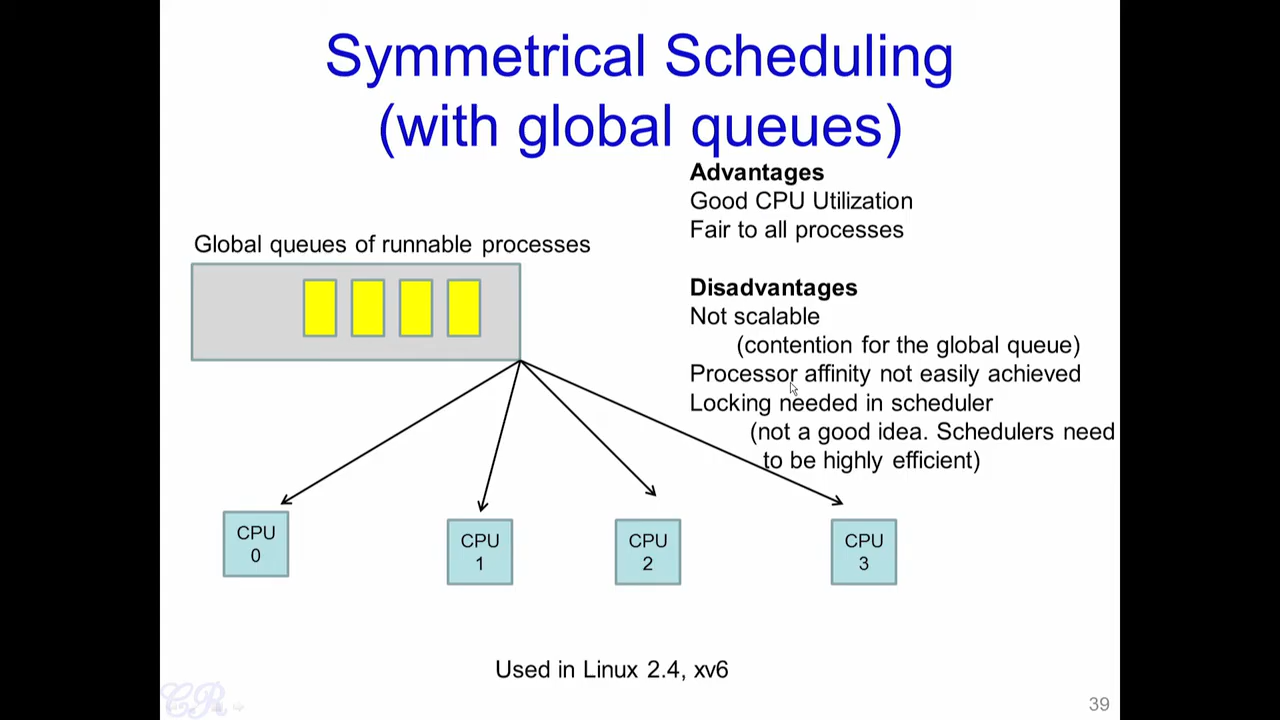 Symmetrical Scheduling
(with global queues)
Advantages
Good CPU Utilization
Fair to all processes
Global queues of runnable processes
Disadvantages
Not scalable
(contention for the global queue)
Processor affinity not easily achieved
Locking needed in scheduler
(not a good idea. Schedulers need
to be highly efficient)
CPU
0
CPU
1
CPU
2
CPU
3
Used in Linux 2.4, xv6
CR
39